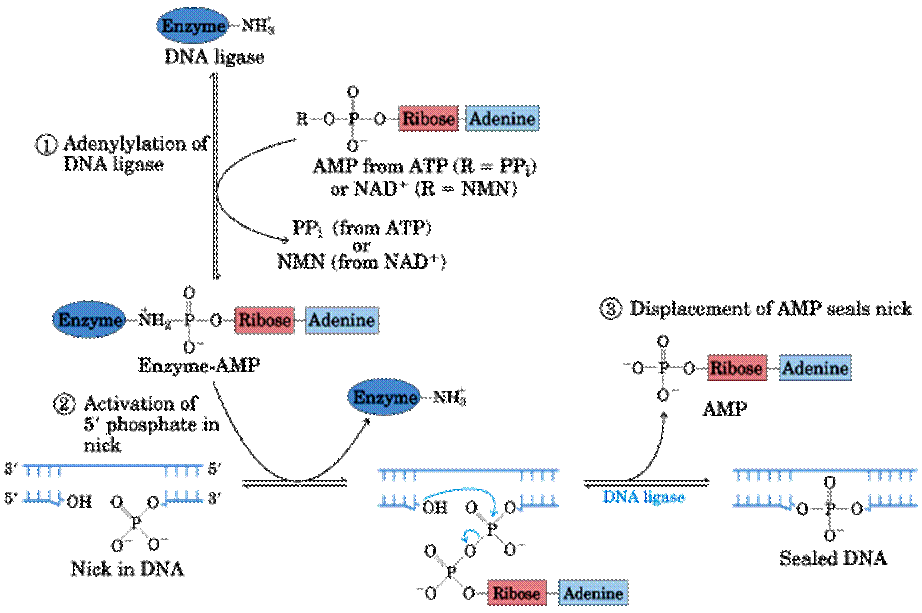 Enzyme NH₃⁺
DNA ligase
O
R—O—P—O—Ribose—Adenine
O⁻
① Adenylylation of
DNA ligase
AMP from ATP (R = PPᵢ)
or NAD⁺ (R = NMN)
PPᵢ (from ATP)
or
NMN (from NAD⁺)
O
Enzyme—N⁺H₂—P—O—Ribose—Adenine
O⁻
Enzyme-AMP
③ Displacement of AMP seals nick
O
⁻O—P—O—Ribose—Adenine
O⁻
AMP
② Activation of
5′ phosphate in
nick
Enzyme—NH₃⁺
3′ 5′
5′ OH O O 3′
P
O⁻ O⁻
Nick in DNA
OH O O
P
O O O⁻
P
⁻O O—Ribose—Adenine
DNA ligase
O
O—P—O
O⁻
Sealed DNA